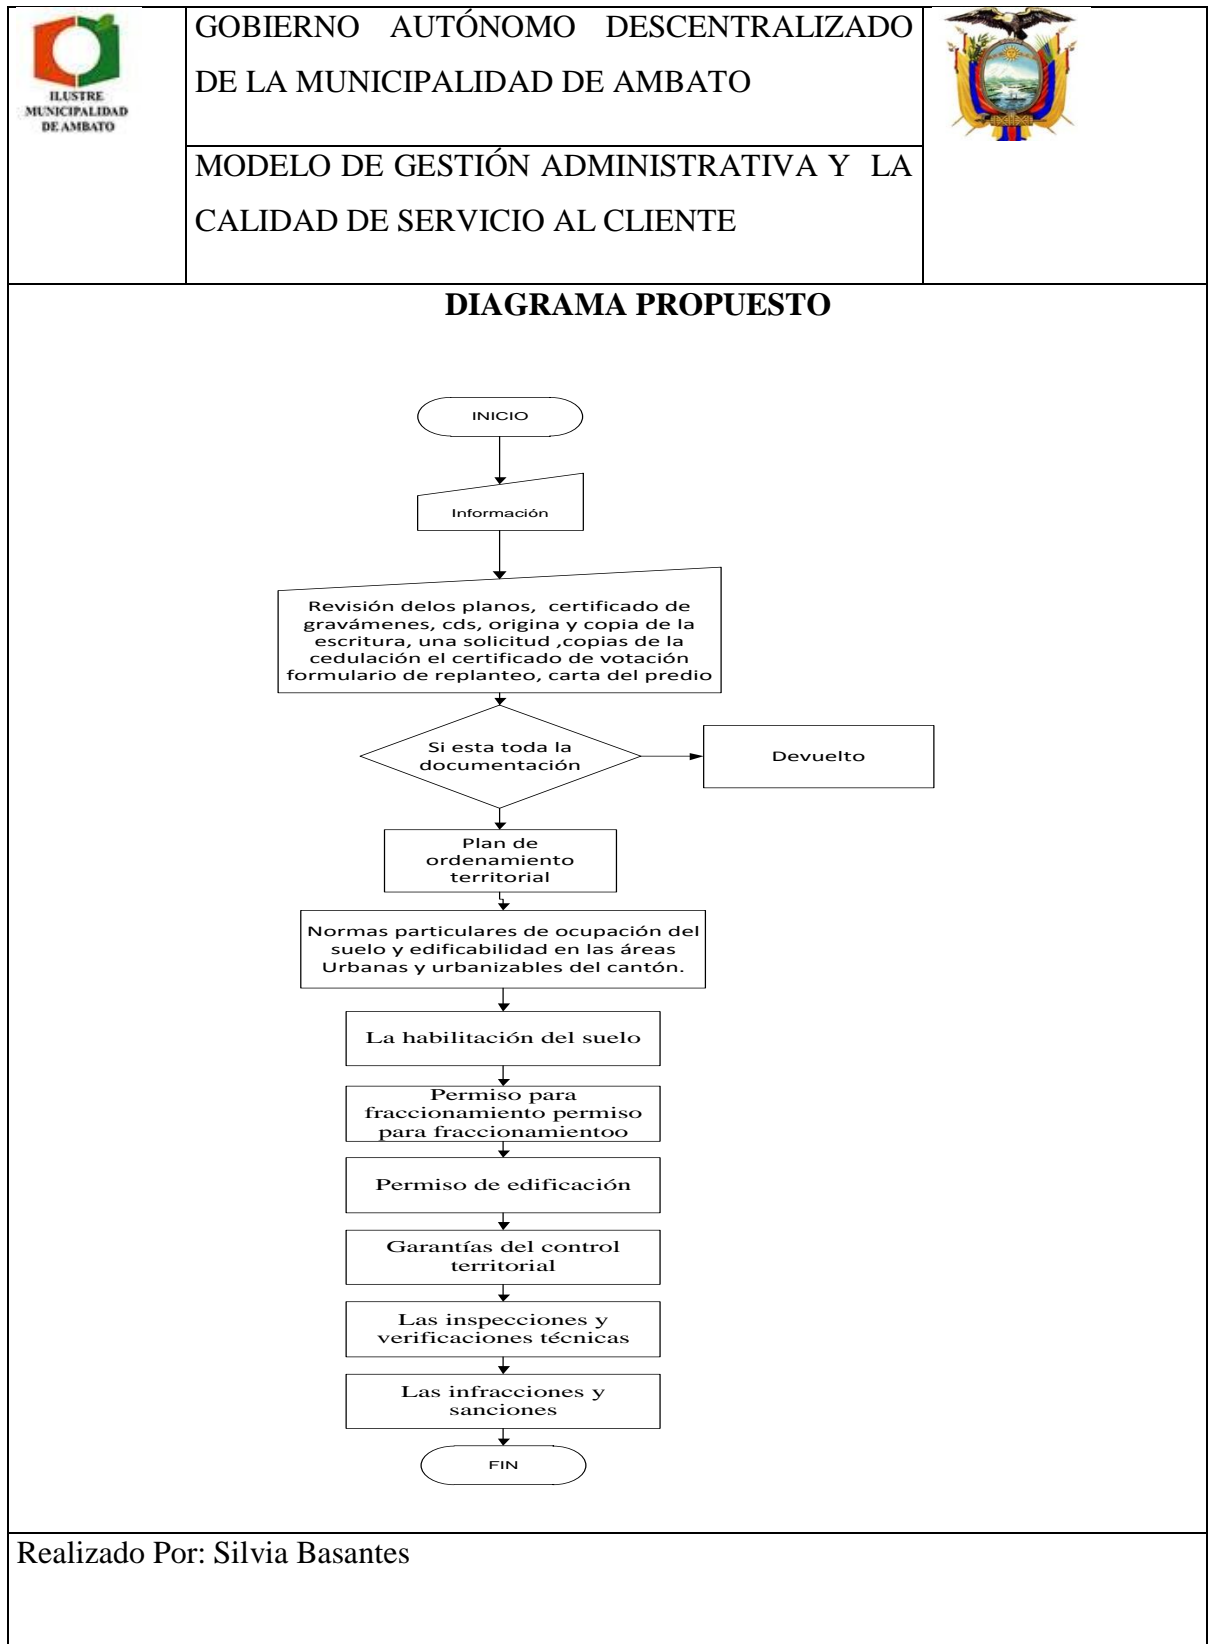 ILUSTRE
MUNICIPALIDAD
DE AMBATO
GOBIERNO AUTÓNOMO DESCENTRALIZADO
DE LA MUNICIPALIDAD DE AMBATO
MODELO DE GESTIÓN ADMINISTRATIVA Y LA
CALIDAD DE SERVICIO AL CLIENTE
DIAGRAMA PROPUESTO
INICIO
Información
Revisión delos planos, certificado de
gravámenes, cds, origina y copia de la
escritura, una solicitud ,copias de la
cedulación el certificado de votación
formulario de replanteo, carta del predio
Si esta toda la
documentación
Devuelto
Plan de
ordenamiento
territorial
Normas particulares de ocupación del
suelo y edificabilidad en las áreas
Urbanas y urbanizables del cantón.
La habilitación del suelo
Permiso para
fraccionamiento permiso
para fraccionamientoo
Permiso de edificación
Garantías del control
territorial
Las inspecciones y
verificaciones técnicas
Las infracciones y
sanciones
FIN
Realizado Por: Silvia Basantes